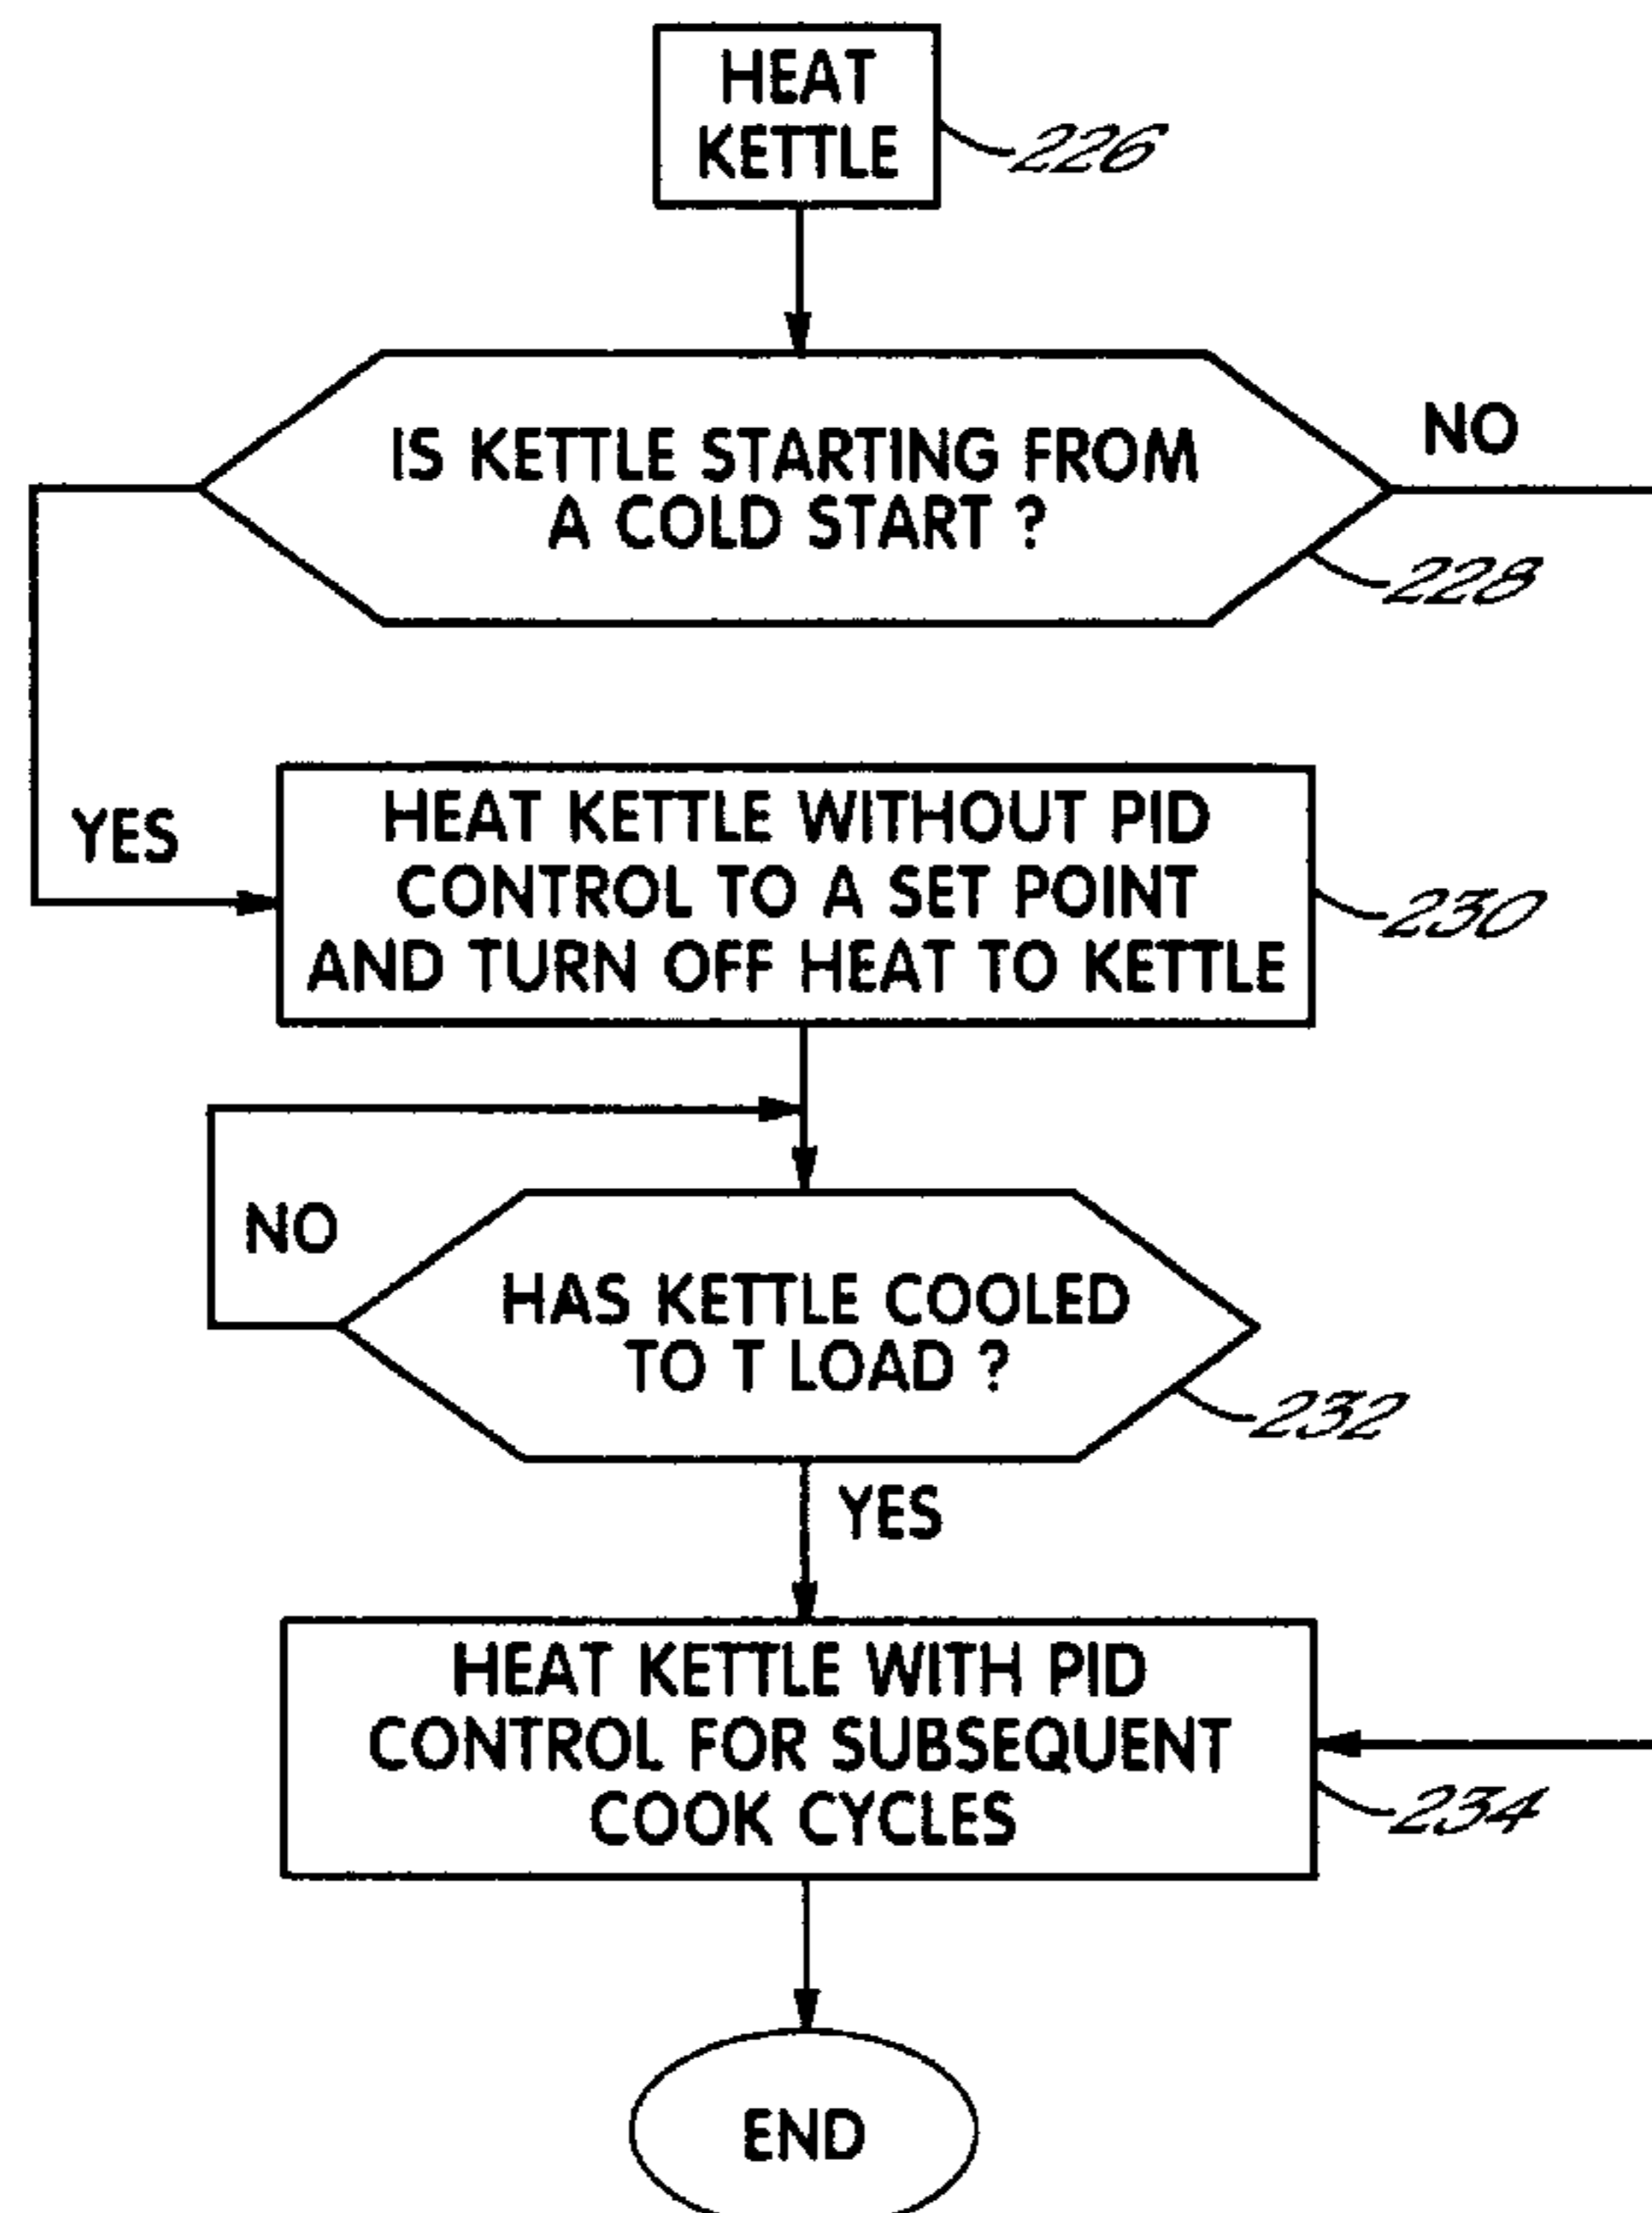 HEAT
KETTLE
226
IS KETTLE STARTING FROM
A COLD START ?
NO
228
YES
HEAT KETTLE WITHOUT PID
CONTROL TO A SET POINT
AND TURN OFF HEAT TO KETTLE
230
NO
HAS KETTLE COOLED
TO T LOAD ?
232
YES
HEAT KETTLE WITH PID
CONTROL FOR SUBSEQUENT
COOK CYCLES
234
END